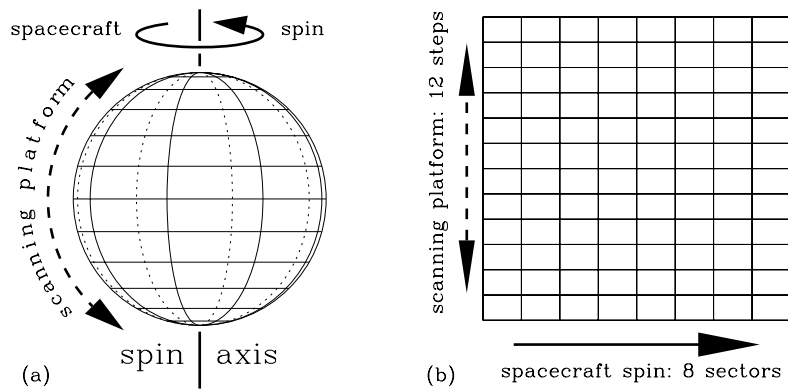 spacecraft spin
scanning platform
spin axis
(a)
scanning platform: 12 steps
spacecraft spin: 8 sectors
(b)